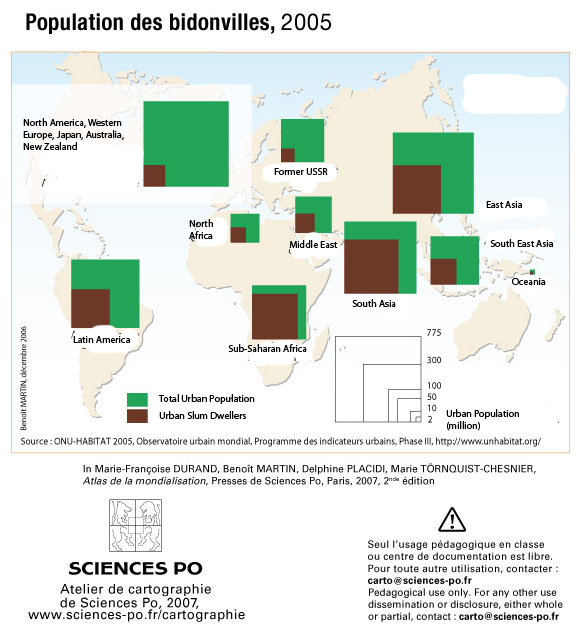 Population des bidonvilles, 2005
North America, Western
Europe, Japan, Australia,
New Zealand
Former USSR
East Asia
North
Africa
Middle East
South East Asia
Oceania
South Asia
Latin America
Sub-Saharan Africa
775
300
100
50
10
2
Urban Population
(million)
Total Urban Population
Urban Slum Dwellers
Benoît MARTIN, décembre 2006
Source : ONU-HABITAT 2005, Observatoire urbain mondial, Programme des indicateurs urbains, Phase III, http://www.unhabitat.org/
In Marie-Françoise DURAND, Benoît MARTIN, Delphine PLACIDI, Marie TÖRNQUIST-CHESNIER,
Atlas de la mondialisation, Presses de Sciences Po, Paris, 2007, 2nde édition
SCIENCES PO
Atelier de cartographie
de Sciences Po, 2007,
www.sciences-po.fr/cartographie
Seul l'usage pédagogique en classe
ou centre de documentation est libre.
Pour toute autre utilisation, contacter :
carto@sciences-po.fr
Pedagogical use only. For any other use
dissemination or disclosure, either whole
or partial, contact : carto@sciences-po.fr